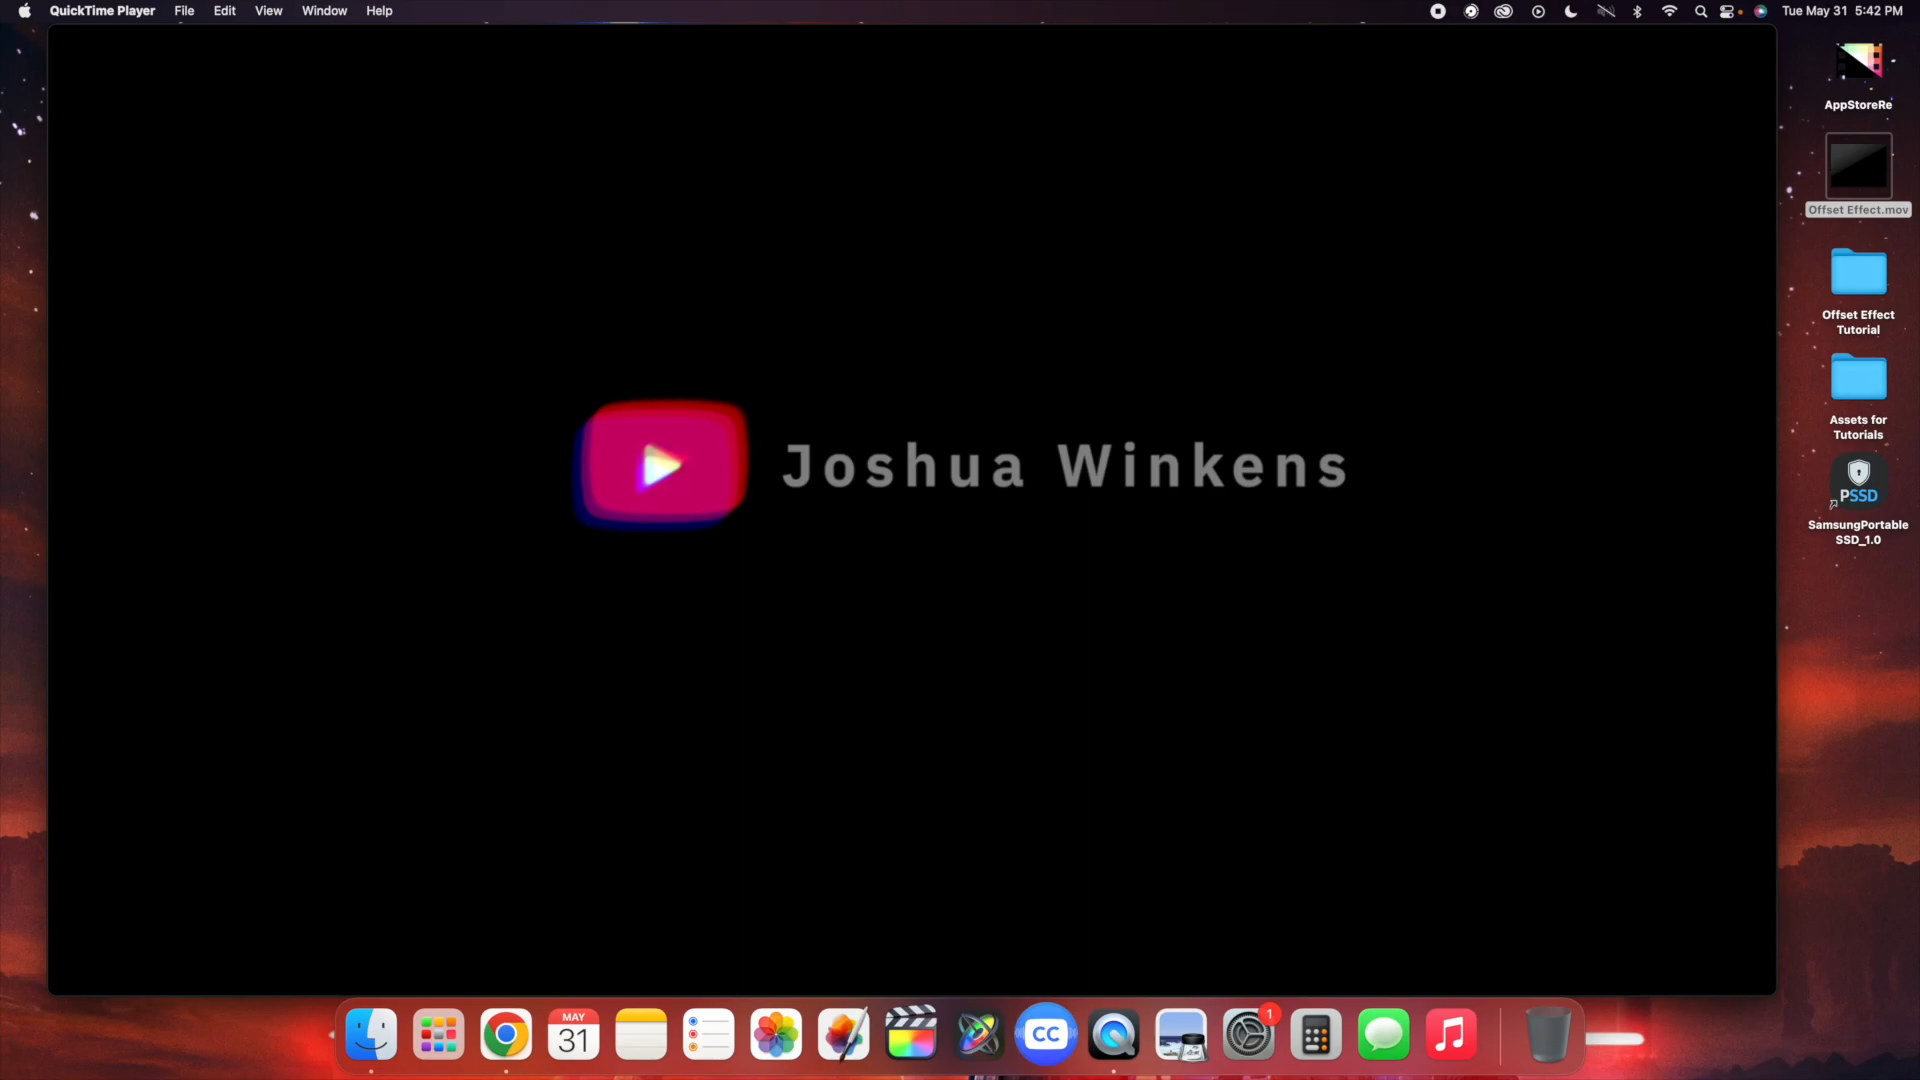 QuickTime Player File Edit View Window Help Tue May 31 5:42 PM
AppStoreRe
Offset Effect.mov
Offset Effect
Tutorial
Assets for
Tutorials
PSSD
SamsungPortable
SSD_1.0
Joshua Winkens
MAY
31
CC
1